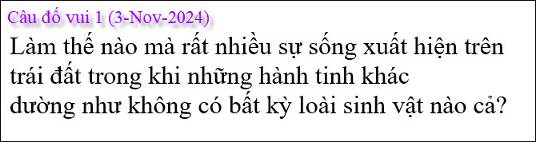 Câu đố vui 1 (3-Nov-2024)
Làm thế nào mà rất nhiều sự sống xuất hiện trên
trái đất trong khi những hành tinh khác
dường như không có bất kỳ loài sinh vật nào cả?